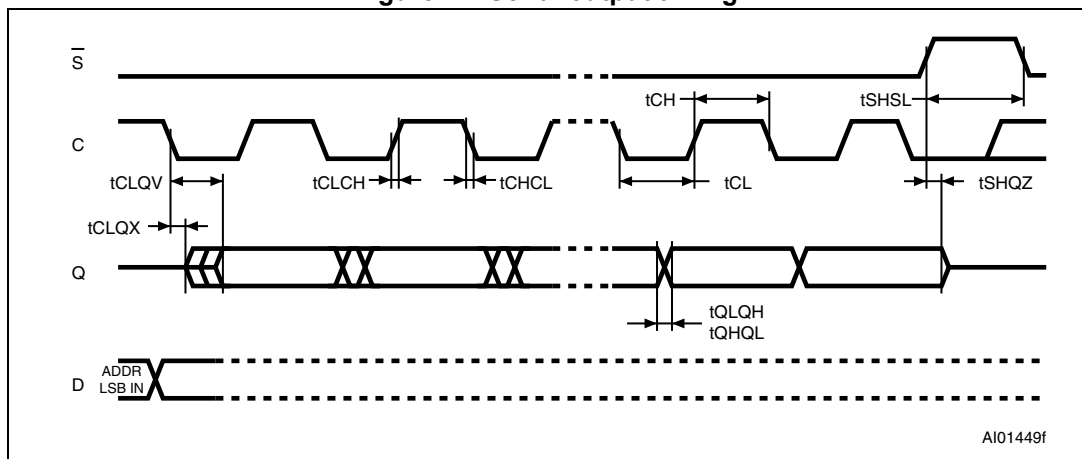 S
tCH
tSHSL
C
tCLQV
tCLCH
tCHCL
tCL
tSHQZ
tCLQX
Q
tQLQH
tQHQL
D
ADDR
LSB IN
AI01449f